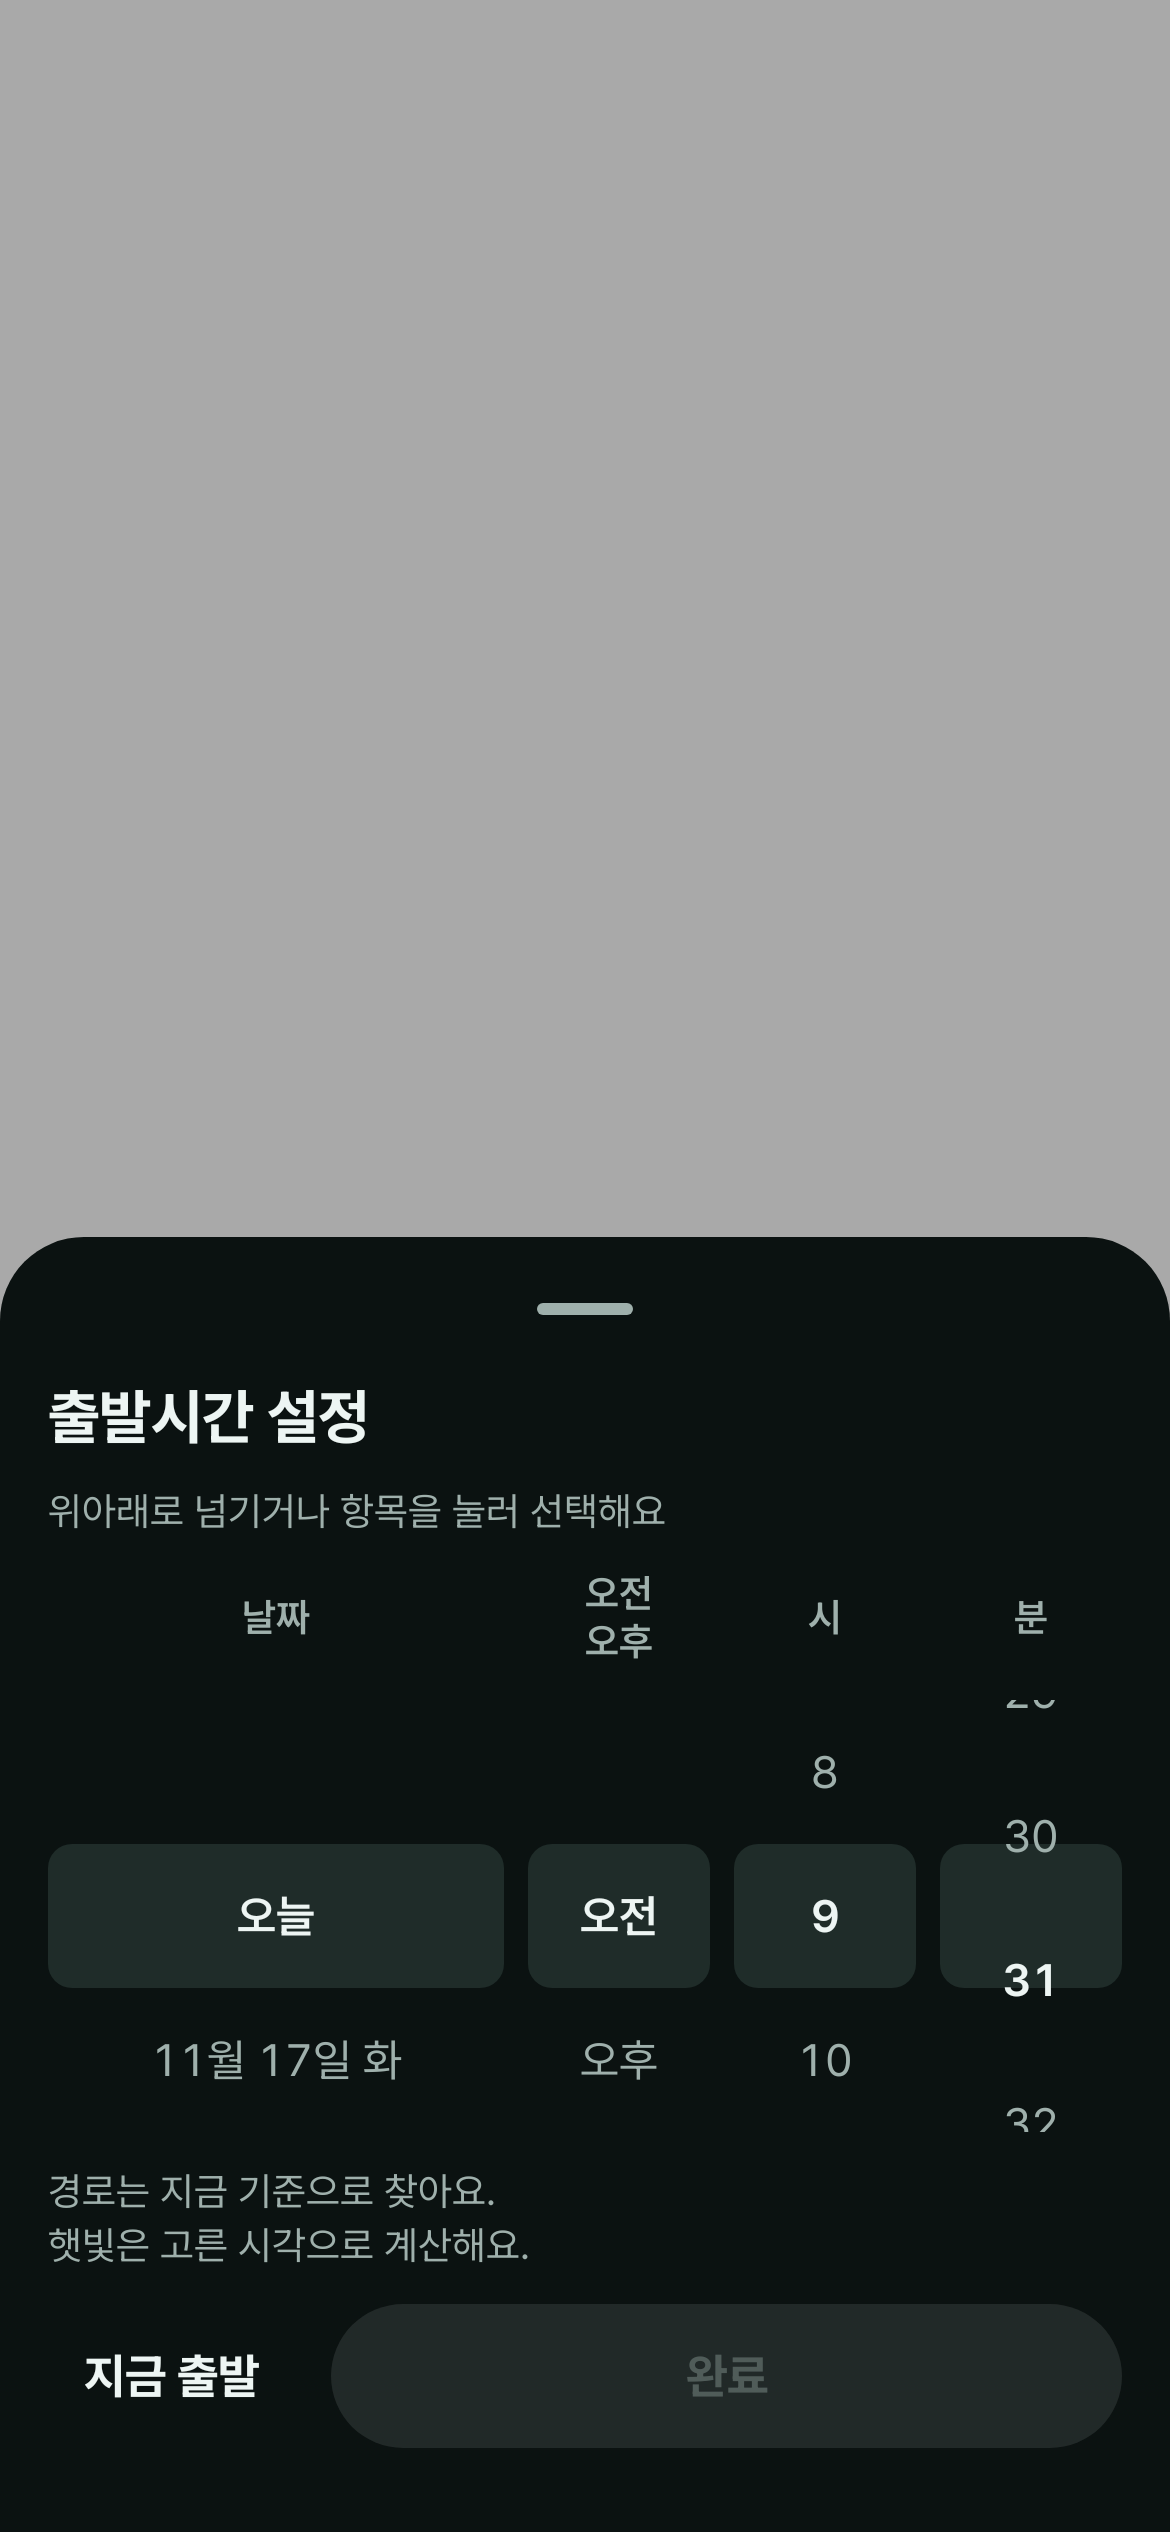 출발시간 설정
위아래로 넘기거나 항목을 눌러 선택해요
날짜
오전
오후
시
분
8
30
오늘
오전
9
31
11월 17일 화
오후
10
32
경로는 지금 기준으로 찾아요.
햇빛은 고른 시각으로 계산해요.
지금 출발
완료